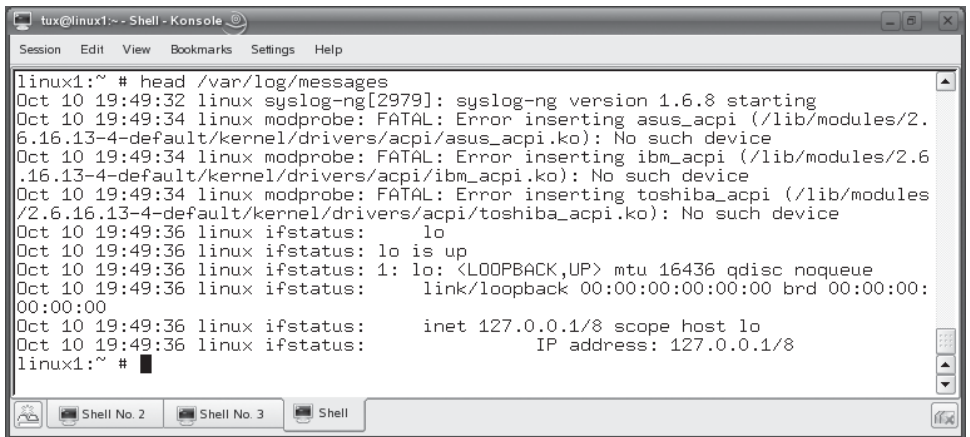 tux@linux1:~ - Shell - Konsole
Session Edit View Bookmarks Settings Help
linux1:~ # head /var/log/messages
Oct 10 19:49:32 linux syslog-ng[2979]: syslog-ng version 1.6.8 starting
Oct 10 19:49:34 linux modprobe: FATAL: Error inserting asus_acpi (/lib/modules/2.
6.16.13-4-default/kernel/drivers/acpi/asus_acpi.ko): No such device
Oct 10 19:49:34 linux modprobe: FATAL: Error inserting ibm_acpi (/lib/modules/2.6
.16.13-4-default/kernel/drivers/acpi/ibm_acpi.ko): No such device
Oct 10 19:49:34 linux modprobe: FATAL: Error inserting toshiba_acpi (/lib/modules
/2.6.16.13-4-default/kernel/drivers/acpi/toshiba_acpi.ko): No such device
Oct 10 19:49:36 linux ifstatus:     lo
Oct 10 19:49:36 linux ifstatus: lo is up
Oct 10 19:49:36 linux ifstatus: 1: lo: <LOOPBACK,UP> mtu 16436 qdisc noqueue
Oct 10 19:49:36 linux ifstatus:     link/loopback 00:00:00:00:00:00 brd 00:00:00:
00:00:00
Oct 10 19:49:36 linux ifstatus:     inet 127.0.0.1/8 scope host lo
Oct 10 19:49:36 linux ifstatus:               IP address: 127.0.0.1/8
linux1:~ #
Shell No. 2 Shell No. 3 Shell